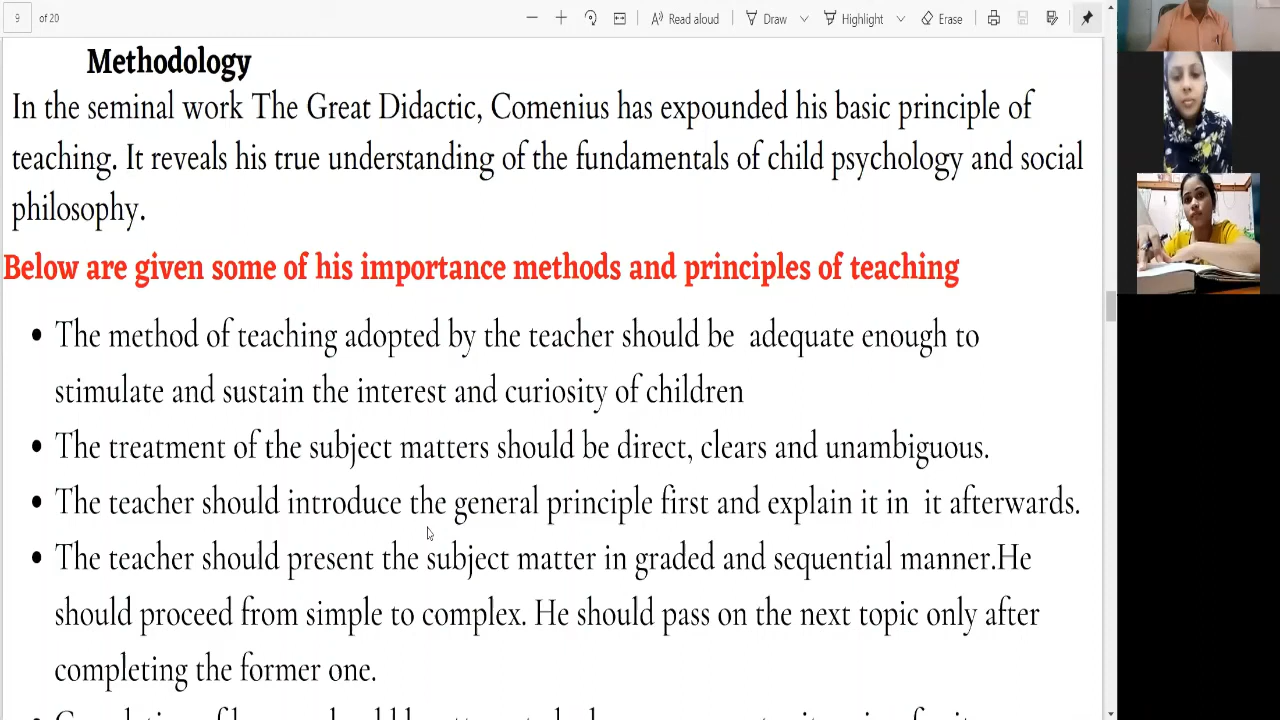 9 of 20 Read aloud Draw Highlight Erase
Methodology
In the seminal work The Great Didactic, Comenius has expounded his basic principle of
teaching. It reveals his true understanding of the fundamentals of child psychology and social
philosophy.
Below are given some of his importance methods and principles of teaching
• The method of teaching adopted by the teacher should be adequate enough to
stimulate and sustain the interest and curiosity of children
• The treatment of the subject matters should be direct, clears and unambiguous.
• The teacher should introduce the general principle first and explain it in it afterwards.
• The teacher should present the subject matter in graded and sequential manner.He
should proceed from simple to complex. He should pass on the next topic only after
completing the former one.